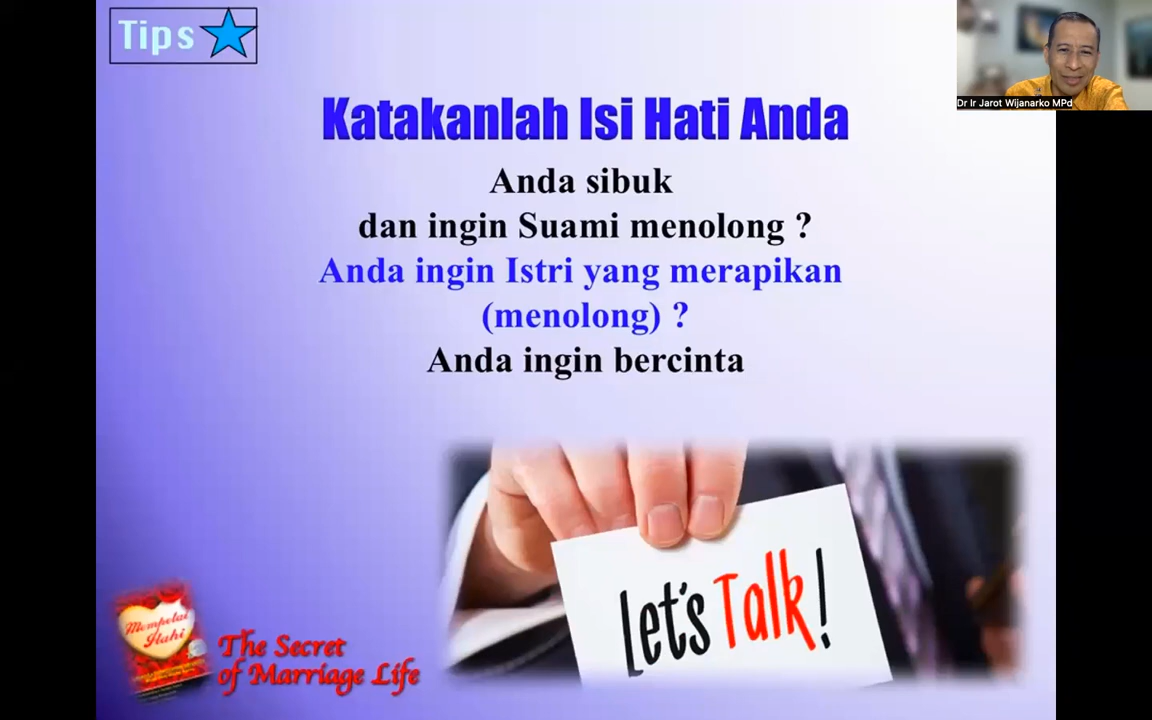 Tips
Dr Ir Jarot Wijanarko MPd
Katakanlah Isi Hati Anda
Anda sibuk
dan ingin Suami menolong ?
Anda ingin Istri yang merapikan
(menolong) ?
Anda ingin bercinta
Let's Talk!
Mempelai
Ilahi
The Secret
of Marriage Life